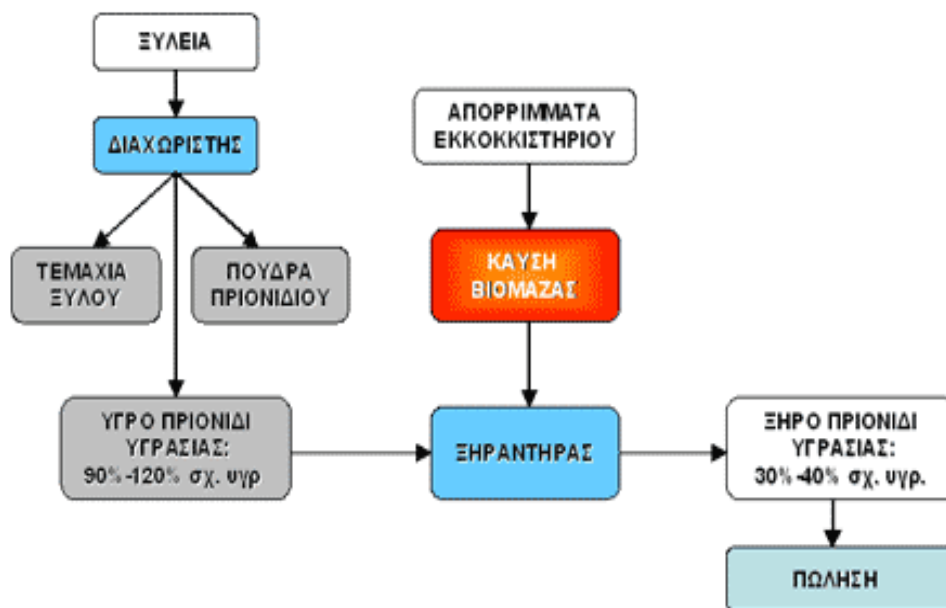 ΞΥΛΕΙΑ
ΔΙΑΧΩΡΙΣΤΗΣ
ΤΕΜΑΧΙΑ
ΞΥΛΟΥ
ΠΟΥΔΡΑ
ΠΡΙΟΝΙΔΙΟΥ
ΑΠΟΡΡΙΜΜΑΤΑ
ΕΚΚΟΚΚΙΣΤΗΡΙΟΥ
ΚΑΥΣΗ
ΒΙΟΜΑΖΑΣ
ΥΓΡΟ ΠΡΙΟΝΙΔΙ
ΥΓΡΑΣΙΑΣ:
90%-120% σχ. υγρ
ΞΗΡΑΝΤΗΡΑΣ
ΞΗΡΟ ΠΡΙΟΝΙΔΙ
ΥΓΡΑΣΙΑΣ:
30%-40% σχ. υγρ.
ΠΩΛΗΣΗ